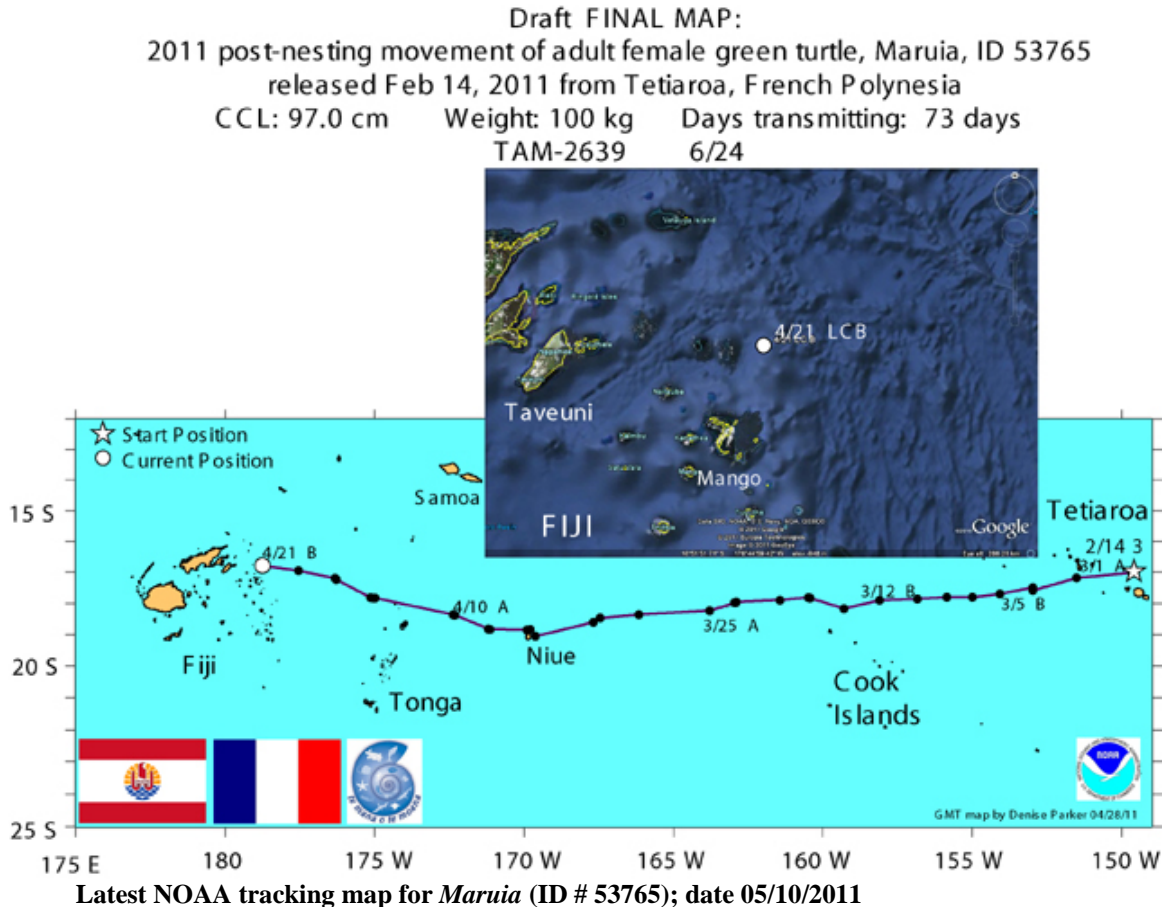 Draft FINAL MAP:
2011 post-nesting movement of adult female green turtle, Maruia, ID 53765
released Feb 14, 2011 from Tetiaroa, French Polynesia
CCL: 97.0 cm Weight: 100 kg Days transmitting: 73 days
TAM-2639 6/24
4/21 LCB
Taveuni
Mango
FIJI
Google
Start Position
Current Position
Samoa
Tetiaroa
2/14 3
3/1 A
4/21 B
4/10 A
3/25 A
3/12 B
3/5 B
Fiji
Tonga
Niue
Cook
Islands
te mana o te moana
NOAA
GMT map by Denise Parker 04/28/11
15 S
20 S
25 S
175 E 180 175 W 170 W 165 W 160 W 155 W 150 W
Latest NOAA tracking map for Maruia (ID # 53765); date 05/10/2011